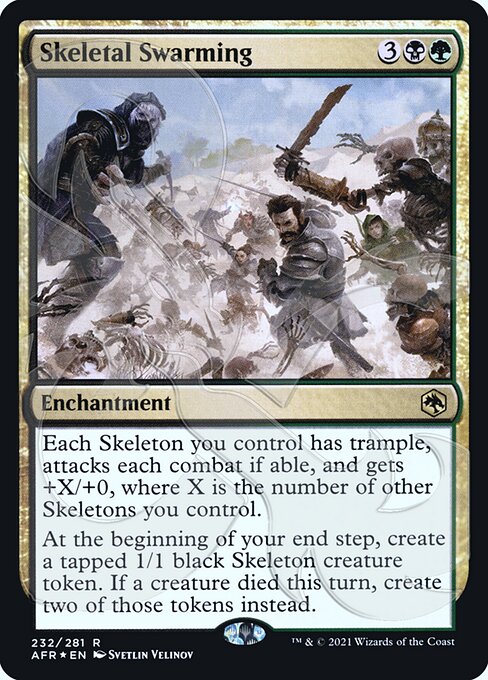 Skeletal Swarming 3
Enchantment
Each Skeleton you control has trample,
attacks each combat if able, and gets
+X/+0, where X is the number of other
Skeletons you control.
At the beginning of your end step, create
a tapped 1/1 black Skeleton creature
token. If a creature died this turn, create
two of those tokens instead.
232/281 R
™ & © 2021 Wizards of the Coast
AFR★EN Svetlin Velinov